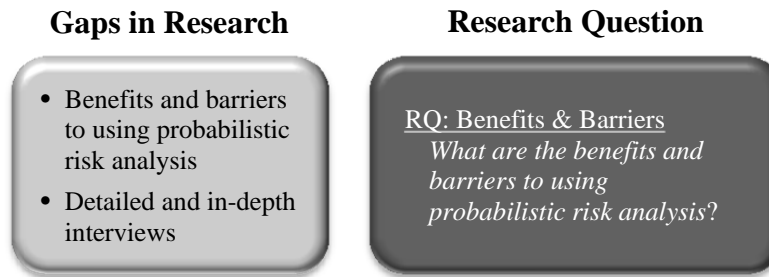 Gaps in Research
• Benefits and barriers
to using probabilistic
risk analysis
• Detailed and in-depth
interviews
Research Question
RQ: Benefits & Barriers
What are the benefits and
barriers to using
probabilistic risk analysis?